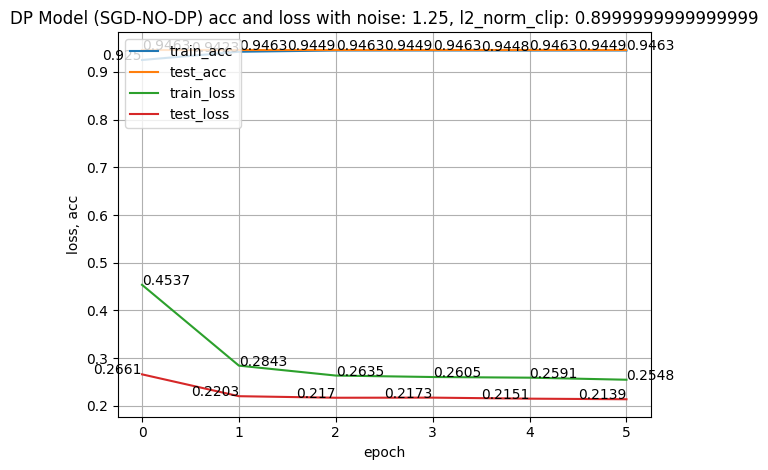 DP Model (SGD-NO-DP) acc and loss with noise: 1.25, l2_norm_clip: 0.8999999999999999
0.9463 0.9463 0.9449 0.9463 0.9449 0.9463 0.9448 0.9463 0.9449 0.9463
0.925
train_acc
test_acc
train_loss
test_loss
0.9
0.8
0.7
0.6
0.5
0.4
0.3
0.2
loss, acc
0.4537
0.2843
0.2635
0.2605
0.2591
0.2548
0.2661
0.2203
0.217
0.2173
0.2151
0.2139
0 1 2 3 4 5
epoch